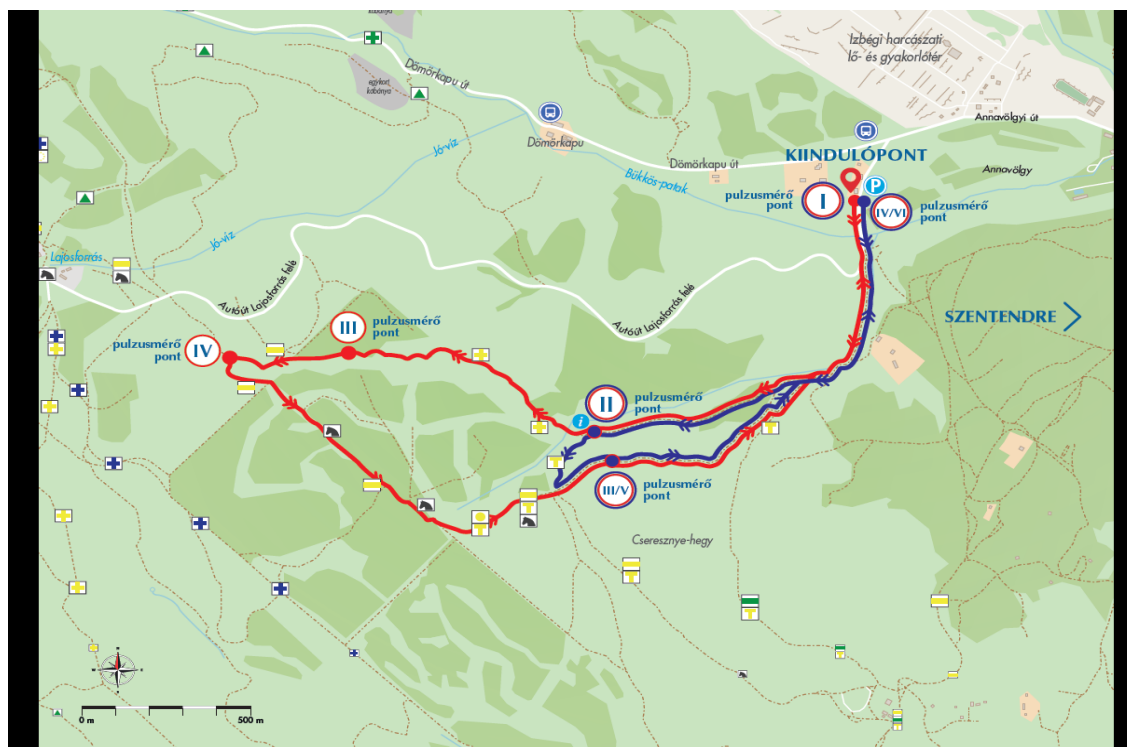 Izbégi harcászati
lő- és gyakorlótér
egykori
kőbánya
Dömörkapu út
Annavölgyi út
Dömörkapu
Jó-víz
Dömörkapu út
KIINDULÓPONT
Bükkös-patak
Annavölgy
P
I
pulzusmérő
pont
IV/VI
pulzusmérő
pont
Jó-víz
Lajosforrás
Autóút Lajosforrás felé
Autóút Lajosforrás felé
SZENTENDRE
III
pulzusmérő
pont
IV
pulzusmérő
pont
II
pulzusmérő
pont
i
III/V
pulzusmérő
pont
Cseresznye-hegy
0 m
500 m